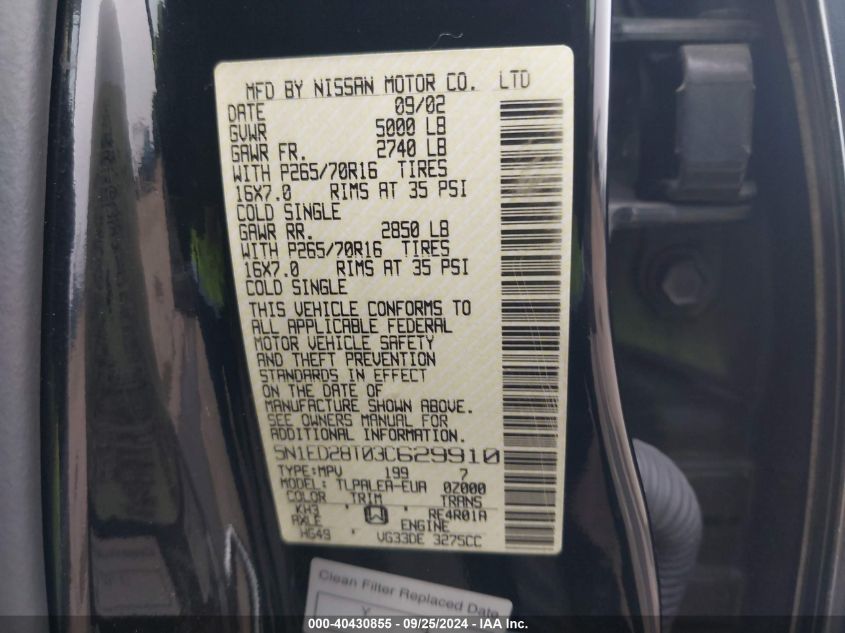 MFD BY NISSAN MOTOR CO. LTD
DATE 09/02
GVWR 5000 LB
GAWR FR. 2740 LB
WITH P265/70R16 TIRES
16X7.0 RIMS AT 35 PSI
COLD SINGLE
GAWR RR. 2850 LB
WITH P265/70R16 TIRES
16X7.0 RIMS AT 35 PSI
COLD SINGLE
THIS VEHICLE CONFORMS TO
ALL APPLICABLE FEDERAL
MOTOR VEHICLE SAFETY
AND THEFT PREVENTION
STANDARDS IN EFFECT
ON THE DATE OF
MANUFACTURE SHOWN ABOVE.
SEE OWNERS MANUAL FOR
ADDITIONAL INFORMATION
5N1ED28T03C629910
TYPE:MPV 199 7
MODEL: TLPALEA-EUA 0Z000
COLOR TRIM TRANS
KH3 W RE4R01A
AXLE ENGINE
HG49 VG33DE 3275CC
Clean Filter Replaced Date
000-40430855 - 09/25/2024 - IAA Inc.